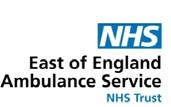 NHS
East of England
Ambulance Service
NHS Trust